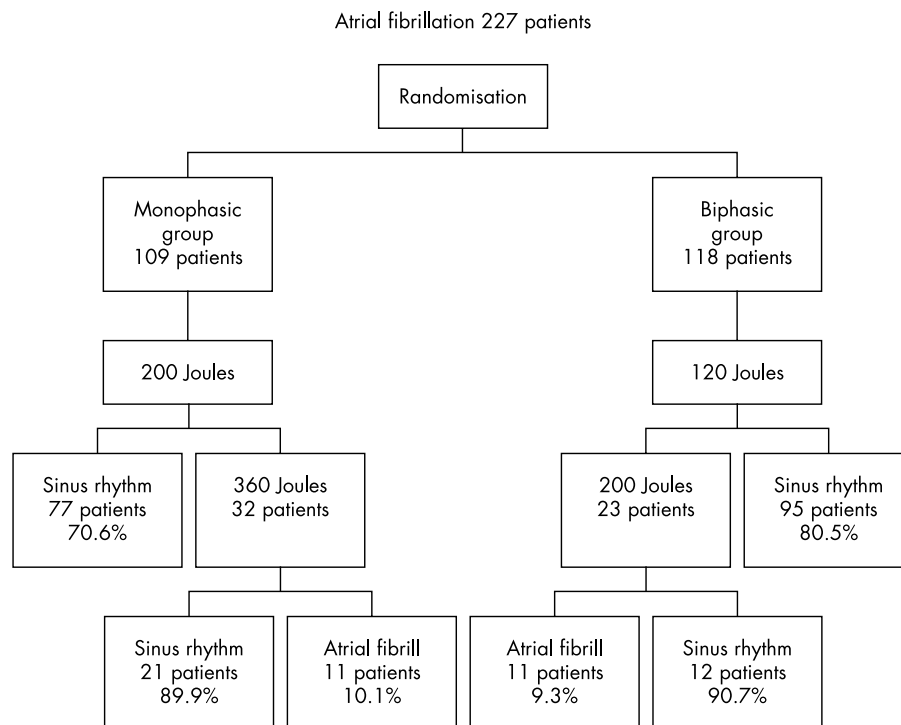 Atrial fibrillation 227 patients
Randomisation
Monophasic
group
109 patients
Biphasic
group
118 patients
200 Joules
120 Joules
Sinus rhythm
77 patients
70.6%
360 Joules
32 patients
200 Joules
23 patients
Sinus rhythm
95 patients
80.5%
Sinus rhythm
21 patients
89.9%
Atrial fibrill
11 patients
10.1%
Atrial fibrill
11 patients
9.3%
Sinus rhythm
12 patients
90.7%